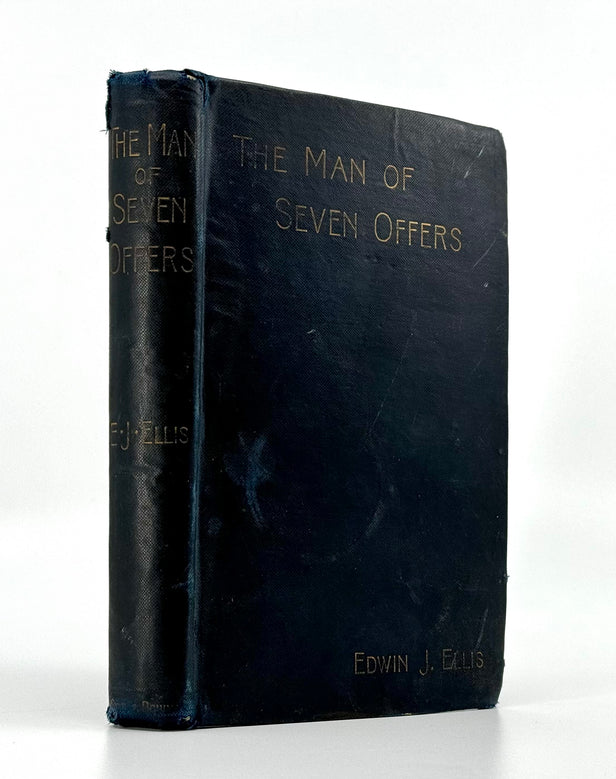 THE MAN
OF
SEVEN
OFFERS
E·J·ELLIS
THE MAN OF
SEVEN OFFERS
EDWIN J. ELLIS